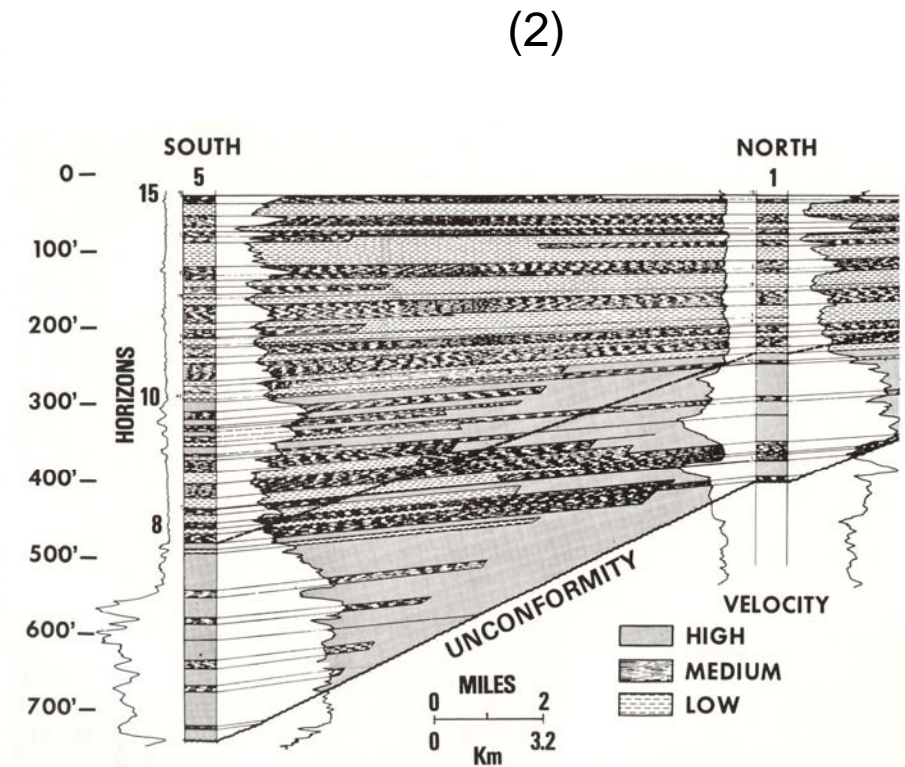 (2)
SOUTH
NORTH
0
5
1
15
100'
200'
HORIZONS
300'
10
400'
8
500'
UNCONFORMITY
VELOCITY
600'
HIGH
MILES
MEDIUM
0 2
LOW
700'
0 3.2
Km